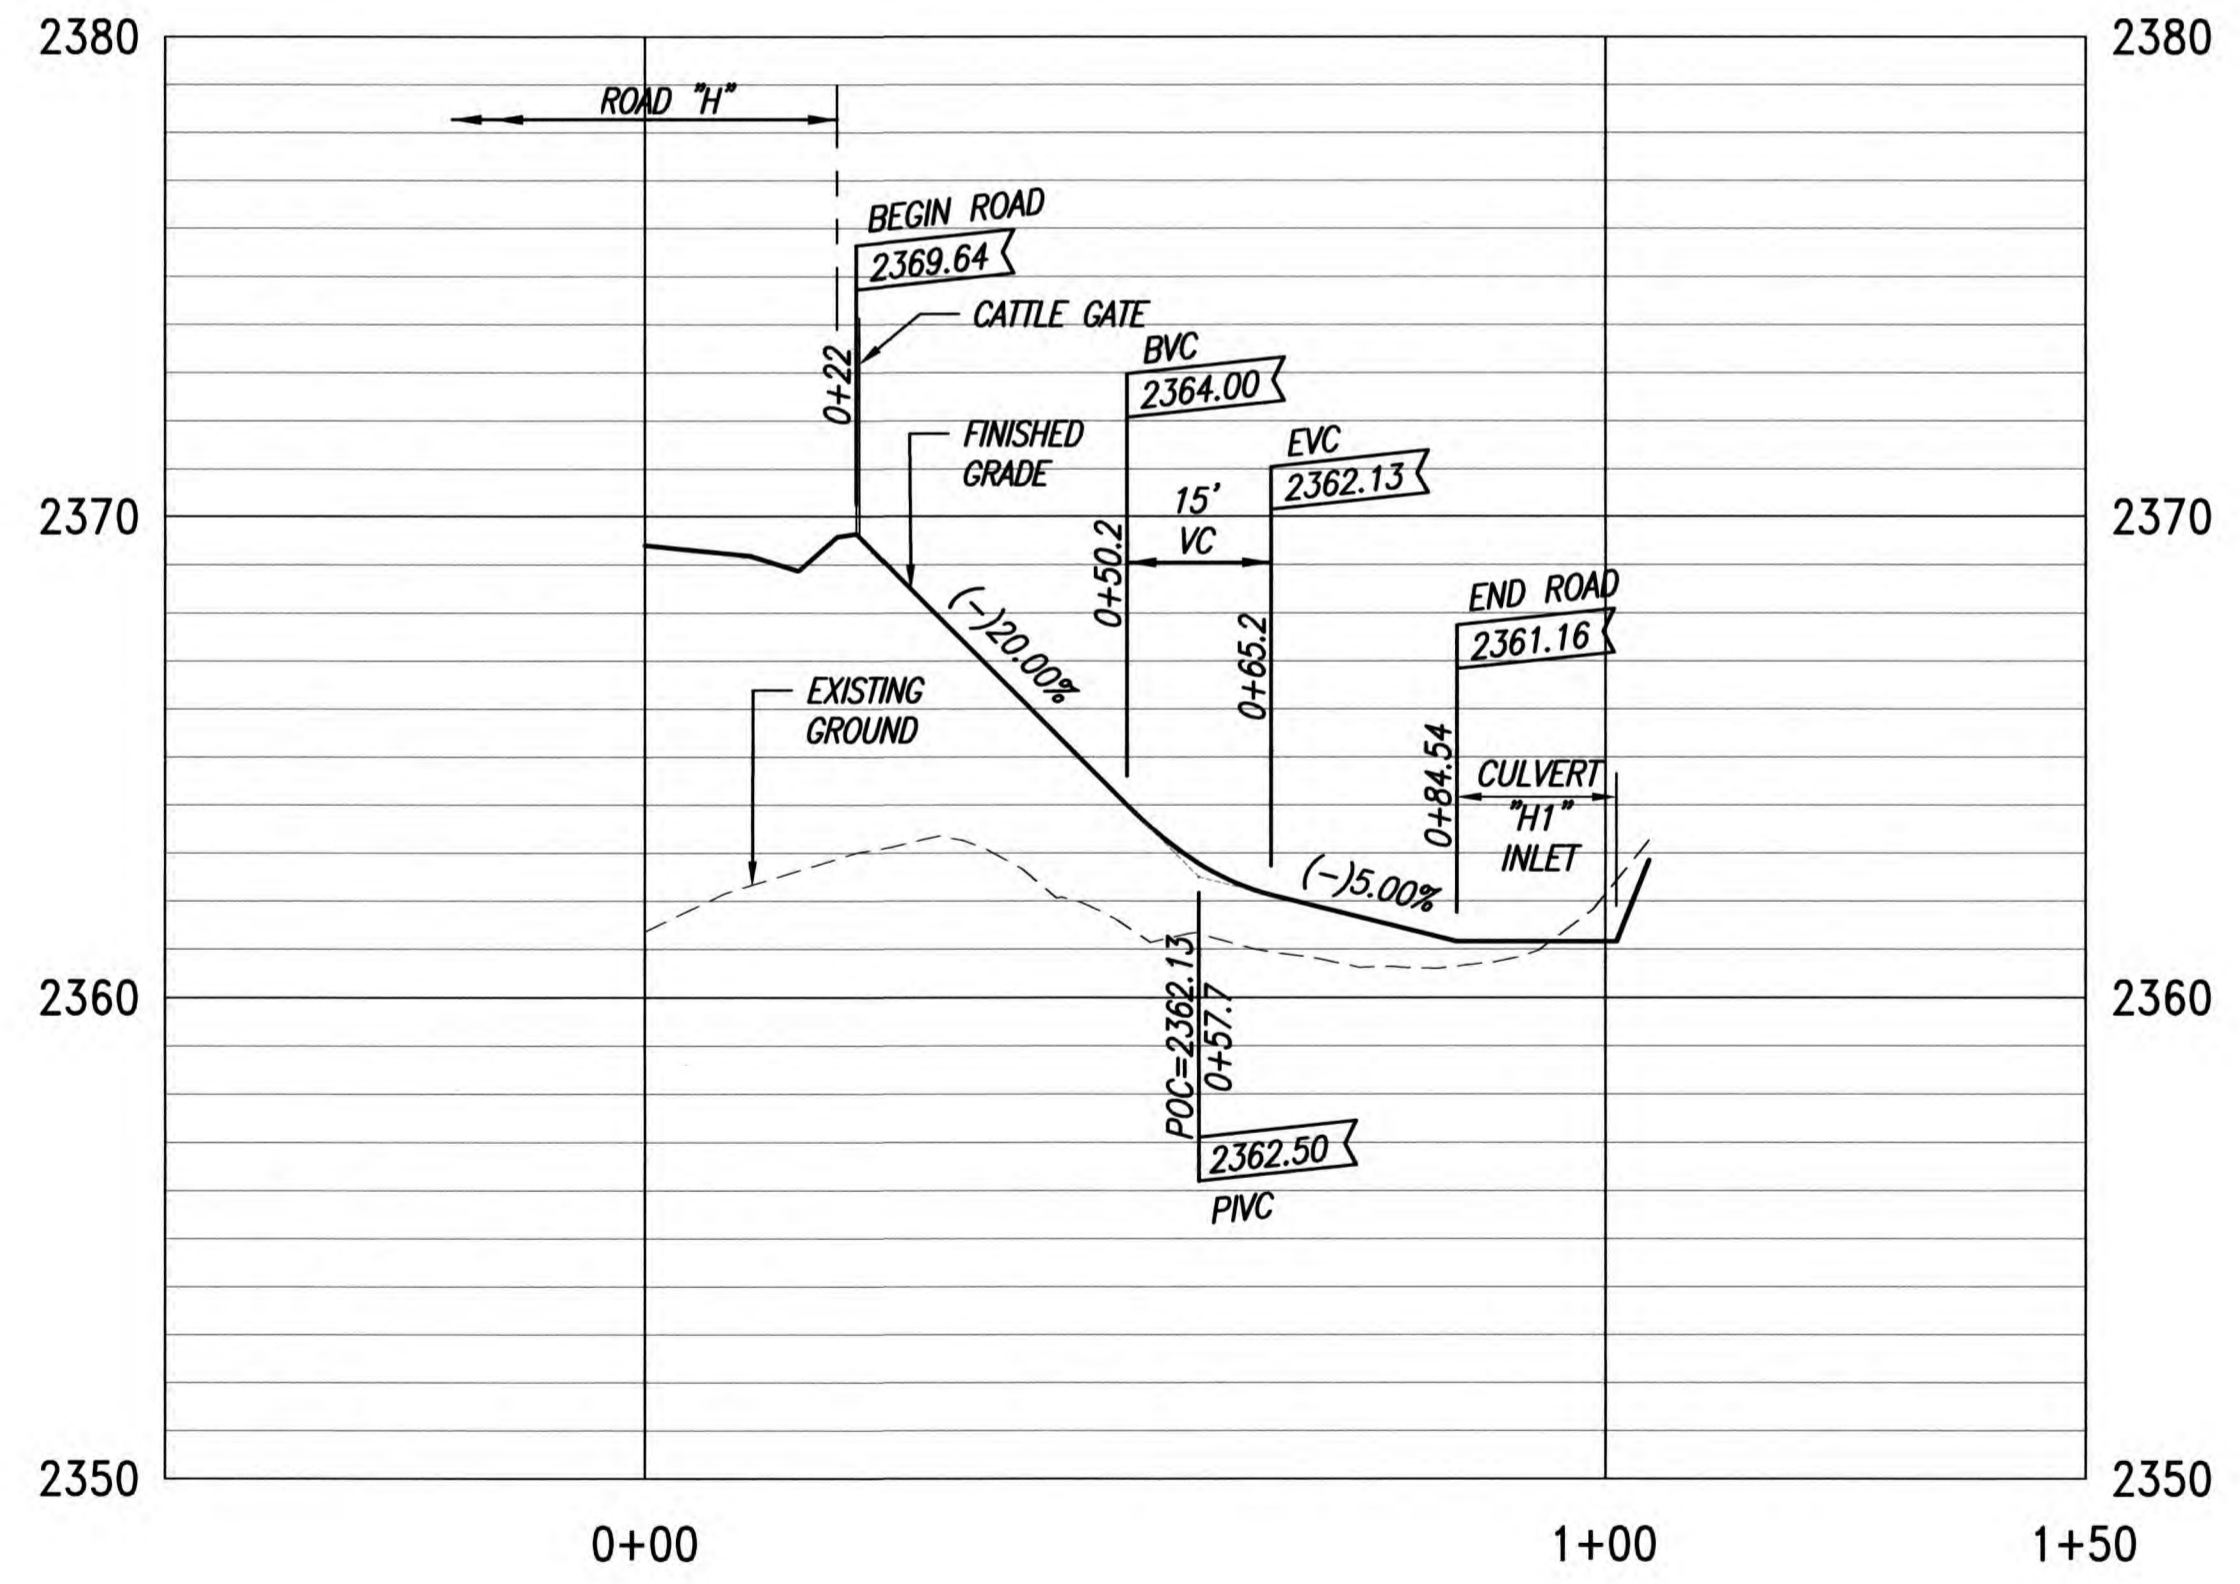 2380
2380
ROAD "H"
BEGIN ROAD
2369.64
CATTLE GATE
0+22
BVC
2364.00
FINISHED
GRADE
EVC
2362.13
15'
VC
2370
2370
0+50.2
END ROAD
2361.16
(-)20.00%
0+65.2
EXISTING
GROUND
0+84.54
CULVERT
"H1"
INLET
(-)5.00%
2360
2360
POC=2362.13
0+57.7
2362.50
PIVC
2350
2350
0+00
1+00
1+50